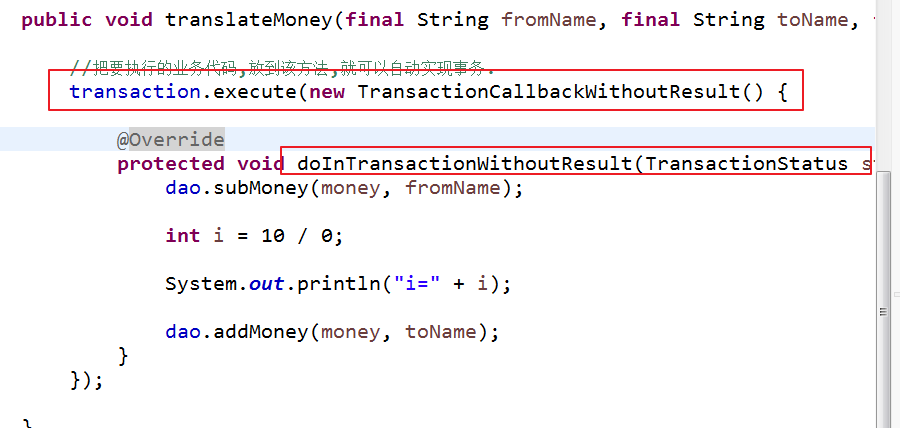 public void translateMoney(final String fromName, final String toName,
//把要执行的业务代码,放到该方法,就可以自动实现事务.
transaction.execute(new TransactionCallbackWithoutResult() {
@Override
protected void doInTransactionWithoutResult(TransactionStatus s
dao.subMoney(money, fromName);
int i = 10 / 0;
System.out.println("i=" + i);
dao.addMoney(money, toName);
}
});
}